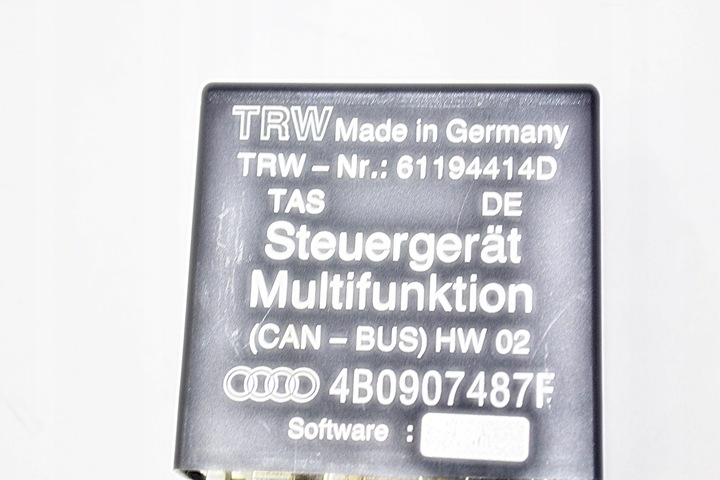 TRW Made in Germany
TRW – Nr.: 61194414D
TAS DE
Steuergerät
Multifunktion
(CAN – BUS) HW 02
4B0907487F
Software :